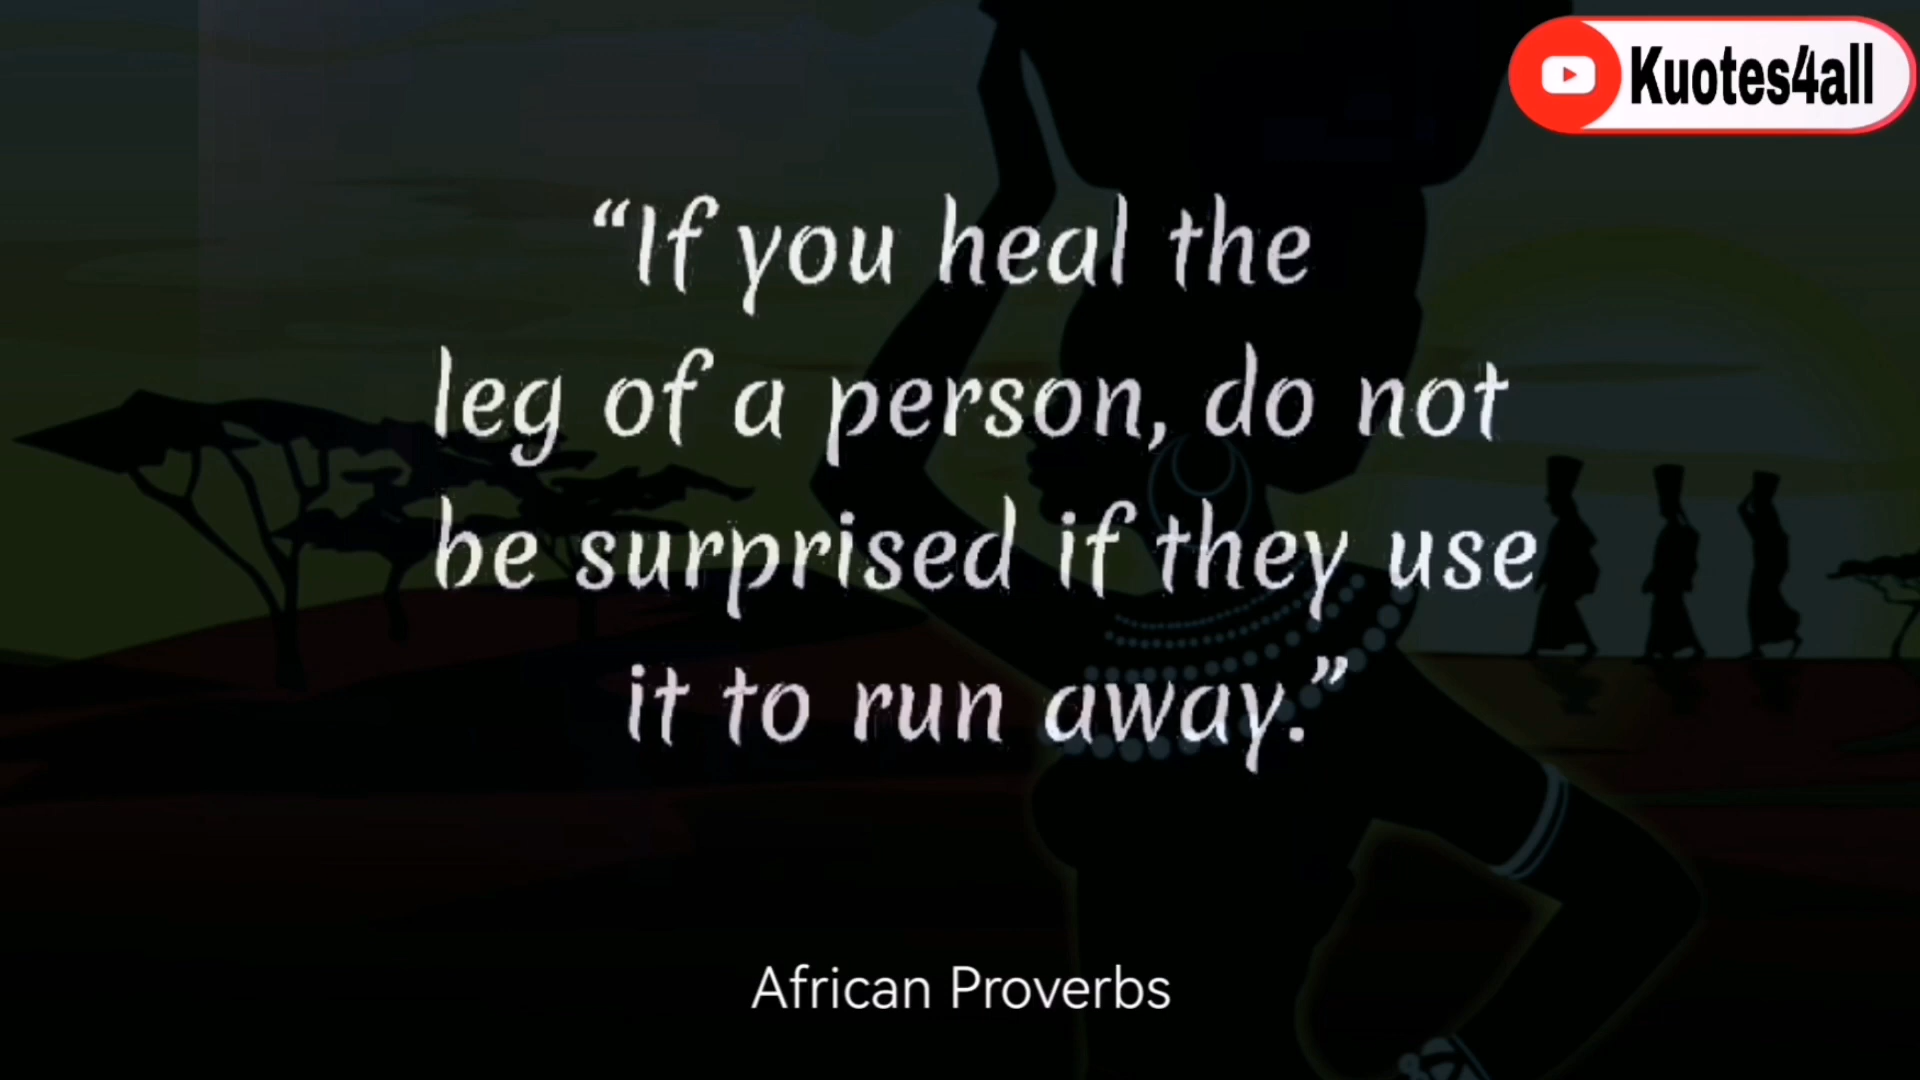 Kuotes4all
“If you heal the
leg of a person, do not
be surprised if they use
it to run away.”
African Proverbs